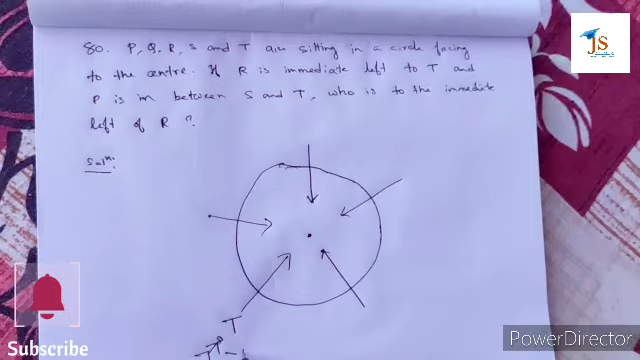 80. P, Q, R, S and T are sitting in a circle facing
to the centre. If R is immediate left to T and
P is in between S and T, who is to the immediate
left of R ?
Solⁿ:
T
JS
Subscribe
PowerDirector